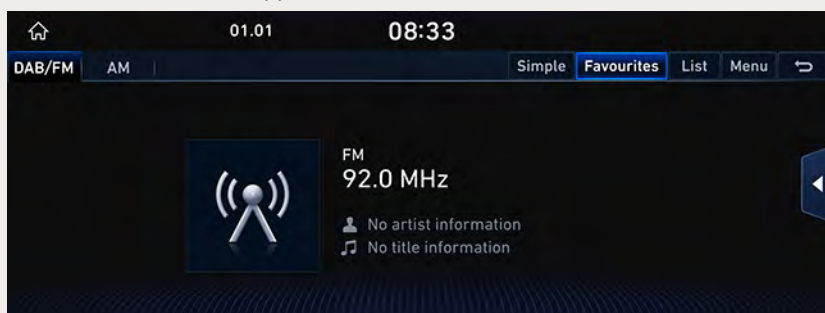 01.01 08:33
DAB/FM AM Simple Favourites List Menu
FM
92.0 MHz
No artist information
No title information